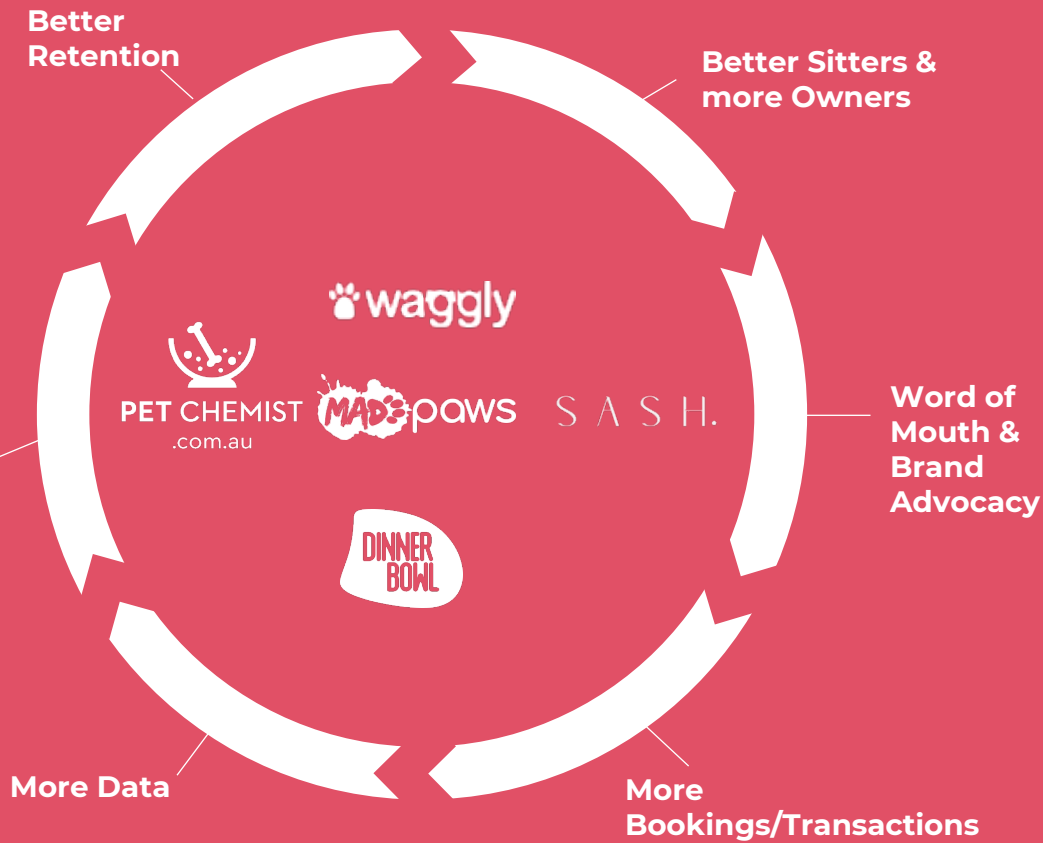 Better
Retention
Better Sitters &
more Owners
waggly
PET CHEMIST
.com.au
MAD paws
SASH.
Word of
Mouth &
Brand
Advocacy
DINNER
BOWL
More Data
More
Bookings/Transactions